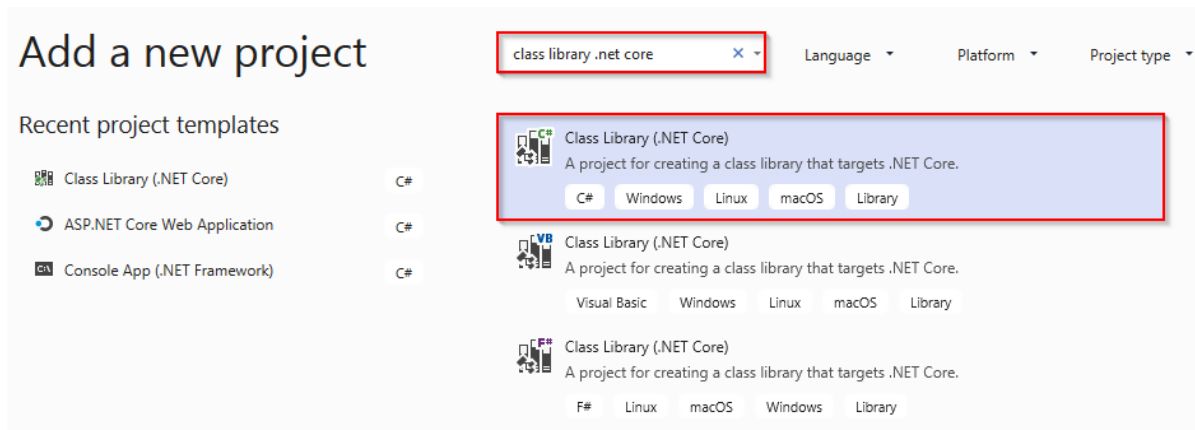 Add a new project
class library .net core
Language
Platform
Project type
Recent project templates
Class Library (.NET Core)
C#
ASP.NET Core Web Application
C#
Console App (.NET Framework)
C#
C#
Class Library (.NET Core)
A project for creating a class library that targets .NET Core.
C# Windows Linux macOS Library
VB
Class Library (.NET Core)
A project for creating a class library that targets .NET Core.
Visual Basic Windows Linux macOS Library
F#
Class Library (.NET Core)
A project for creating a class library that targets .NET Core.
F# Linux macOS Windows Library